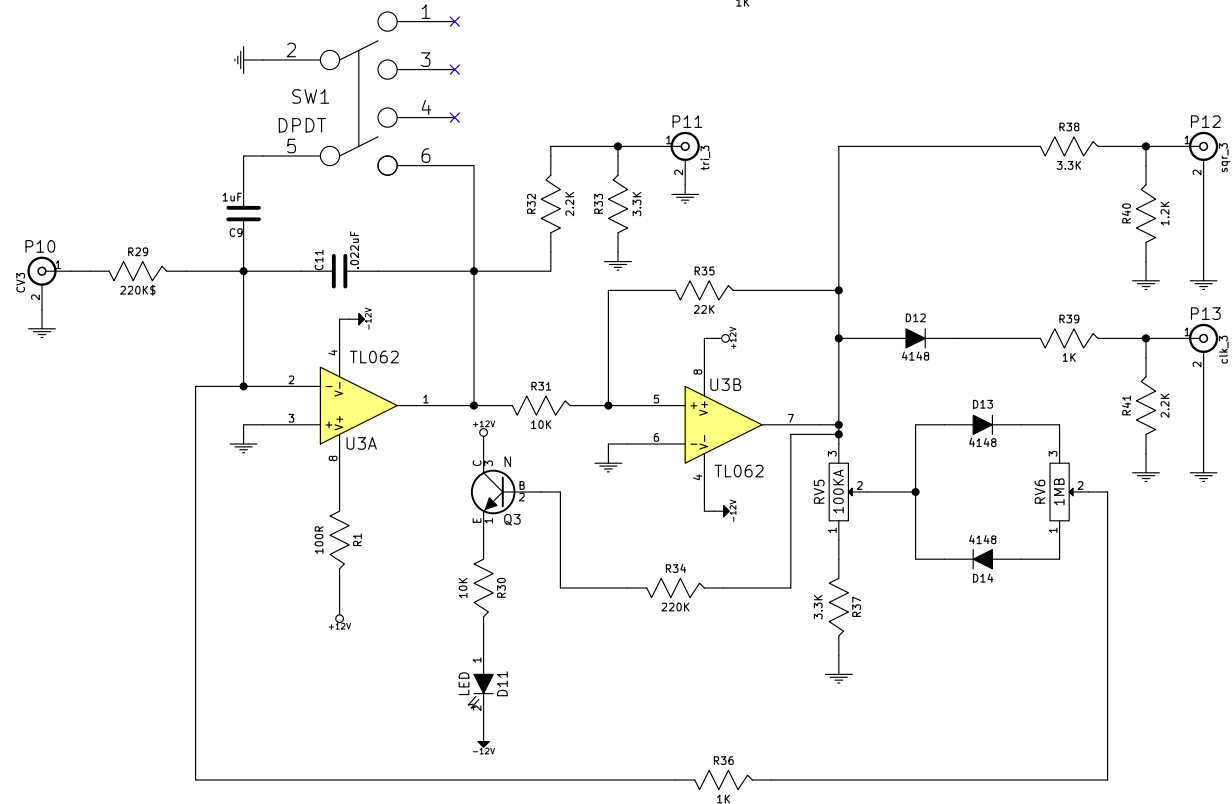 1K
1
2
3
SW1
DPDT
4
5
6
P11
1
tri_3
2
P12
1
sqr_3
2
R38
3.3K
R40
1.2K
1uF
C9
R32
2.2K
R33
3.3K
P10
1
CV3
2
R29
220K$
C11
.022uF
R35
22K
D12
4148
R39
1K
P13
1
clk_3
2
R41
2.2K
-12V
4
TL062
2
- V-
3
+ V+
1
U3A
8
100R
R1
+12V
R31
10K
+12V
8
U3B
5
+ V+
6
- V-
7
4
TL062
-12V
+12V
C
3
N
B
2
Q3
E
1
10K
R30
1
LED
D11
2
-12V
R34
220K
3
RV5
100KA
2
1
3.3K
R37
D13
4148
3
RV6
1MB
2
1
4148
D14
R36
1K